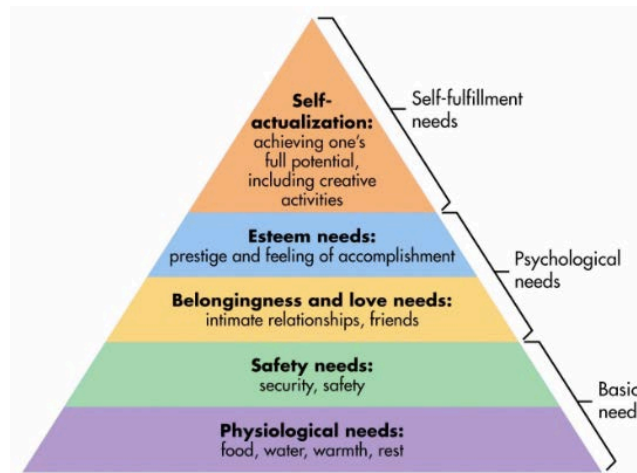 Self-
actualization:
achieving one's
full potential,
including creative
activities
Self-fulfillment
needs
Esteem needs:
prestige and feeling of accomplishment
Psychological
needs
Belongingness and love needs:
intimate relationships, friends
Safety needs:
security, safety
Basic
need
Physiological needs:
food, water, warmth, rest